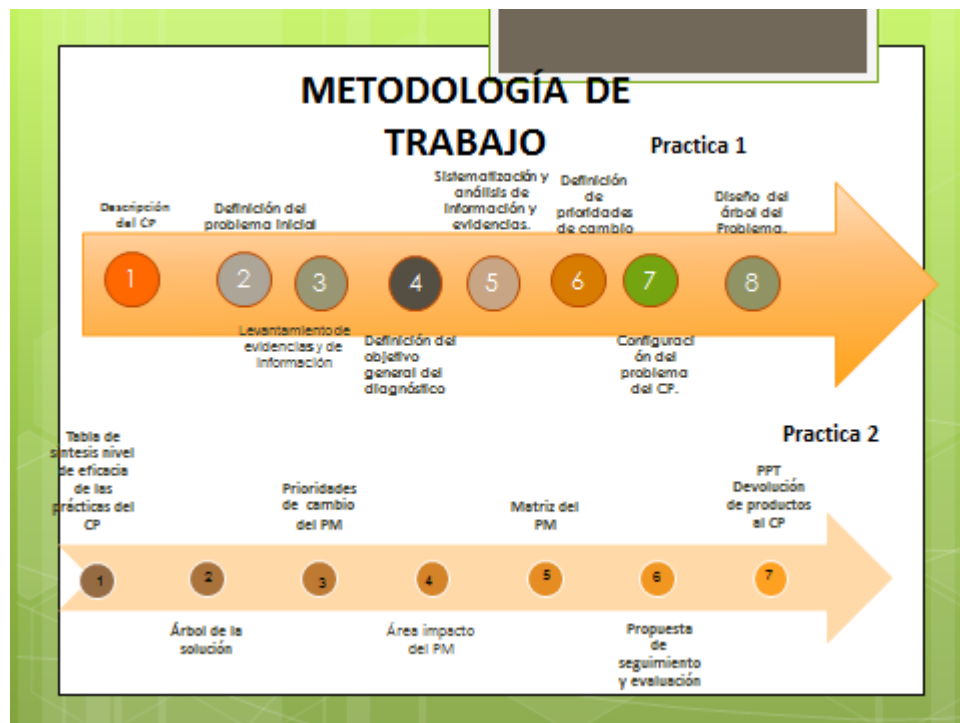 METODOLOGÍA DE
TRABAJO
Practica 1
Descripción
del CP
Definición del
problema Inicial
Sistematización y
análisis de
Información y
evidencias.
Definición
de
prioridades
de cambio
Diseño del
árbol del
Problema.
1
2
3
4
5
6
7
8
Levantamiento de
evidencias y de
Información
Definición del
objetivo
general del
diagnóstico
Configuraci
ón del
problema
del CP.
Practica 2
Tabla de
síntesis nivel
de eficacia
de las
prácticas del
CP
Prioridades
de cambio
del PM
Matriz del
PM
PPT
Devolución
de productos
al CP
1
2
3
4
5
6
7
Árbol de la
solución
Área impacto
del PM
Propuesta
de
seguimiento
y evaluación